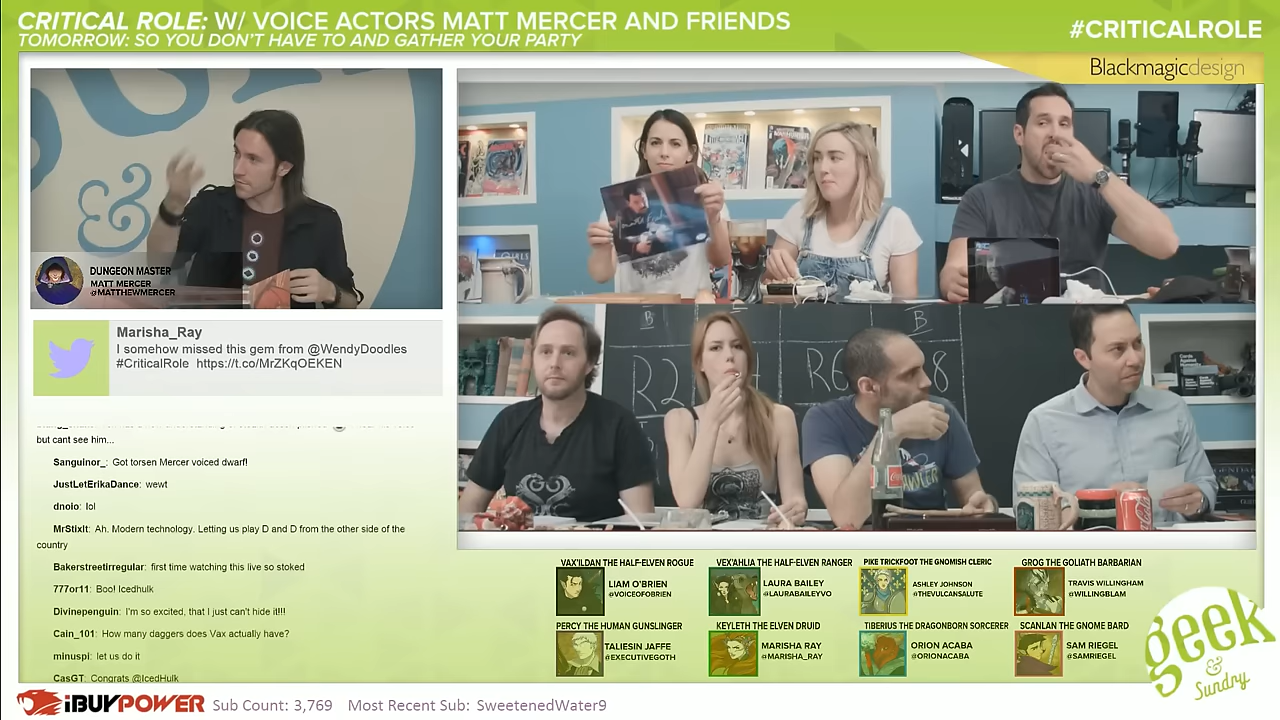 CRITICAL ROLE: W/ VOICE ACTORS MATT MERCER AND FRIENDS
TOMORROW: SO YOU DON'T HAVE TO AND GATHER YOUR PARTY
#CRITICALROLE
Blackmagicdesign
&
DUNGEON MASTER
MATT MERCER
@MATTHEWMERCER
Marisha_Ray
I somehow missed this gem from @WendyDoodles
#CriticalRole https://t.co/MrZKqOEKEN
but cant see him...
Sanguinor_: Got torsen Mercer voiced dwarf!
JustLetErikaDance: wewt
dnoio: lol
MrStixIt: Ah. Modern technology. Letting us play D and D from the other side of the
country
Bakerstreetirregular: first time watching this live so stoked
777or11: Boo! Icedhulk
Divinepenguin: I'm so excited, that I just can't hide it!!!
Cain_101: How many daggers does Vax actually have?
minuspi: let us do it
CasGT: Congrats @IcedHulk
B
B
R2
R6
8
VAX'ILDAN THE HALF-ELVEN ROGUE
LIAM O'BRIEN
@VOICEOFOBRIEN
VEX'AHLIA THE HALF-ELVEN RANGER
LAURA BAILEY
@LAURABAILEYVO
PIKE TRICKFOOT THE GNOMISH CLERIC
ASHLEY JOHNSON
@THEVULCANSALUTE
GROG THE GOLIATH BARBARIAN
TRAVIS WILLINGHAM
@WILLINGBLAM
PERCY THE HUMAN GUNSLINGER
TALIESIN JAFFE
@EXECUTIVEGOTH
KEYLETH THE ELVEN DRUID
MARISHA RAY
@MARISHA_RAY
TIBERIUS THE DRAGONBORN SORCERER
ORION ACABA
@ORIONACABA
SCANLAN THE GNOME BARD
SAM RIEGEL
@SAMRIEGEL
geek
&
Sundry
iBUYPOWER
Sub Count: 3,769 Most Recent Sub: SweetenedWater9